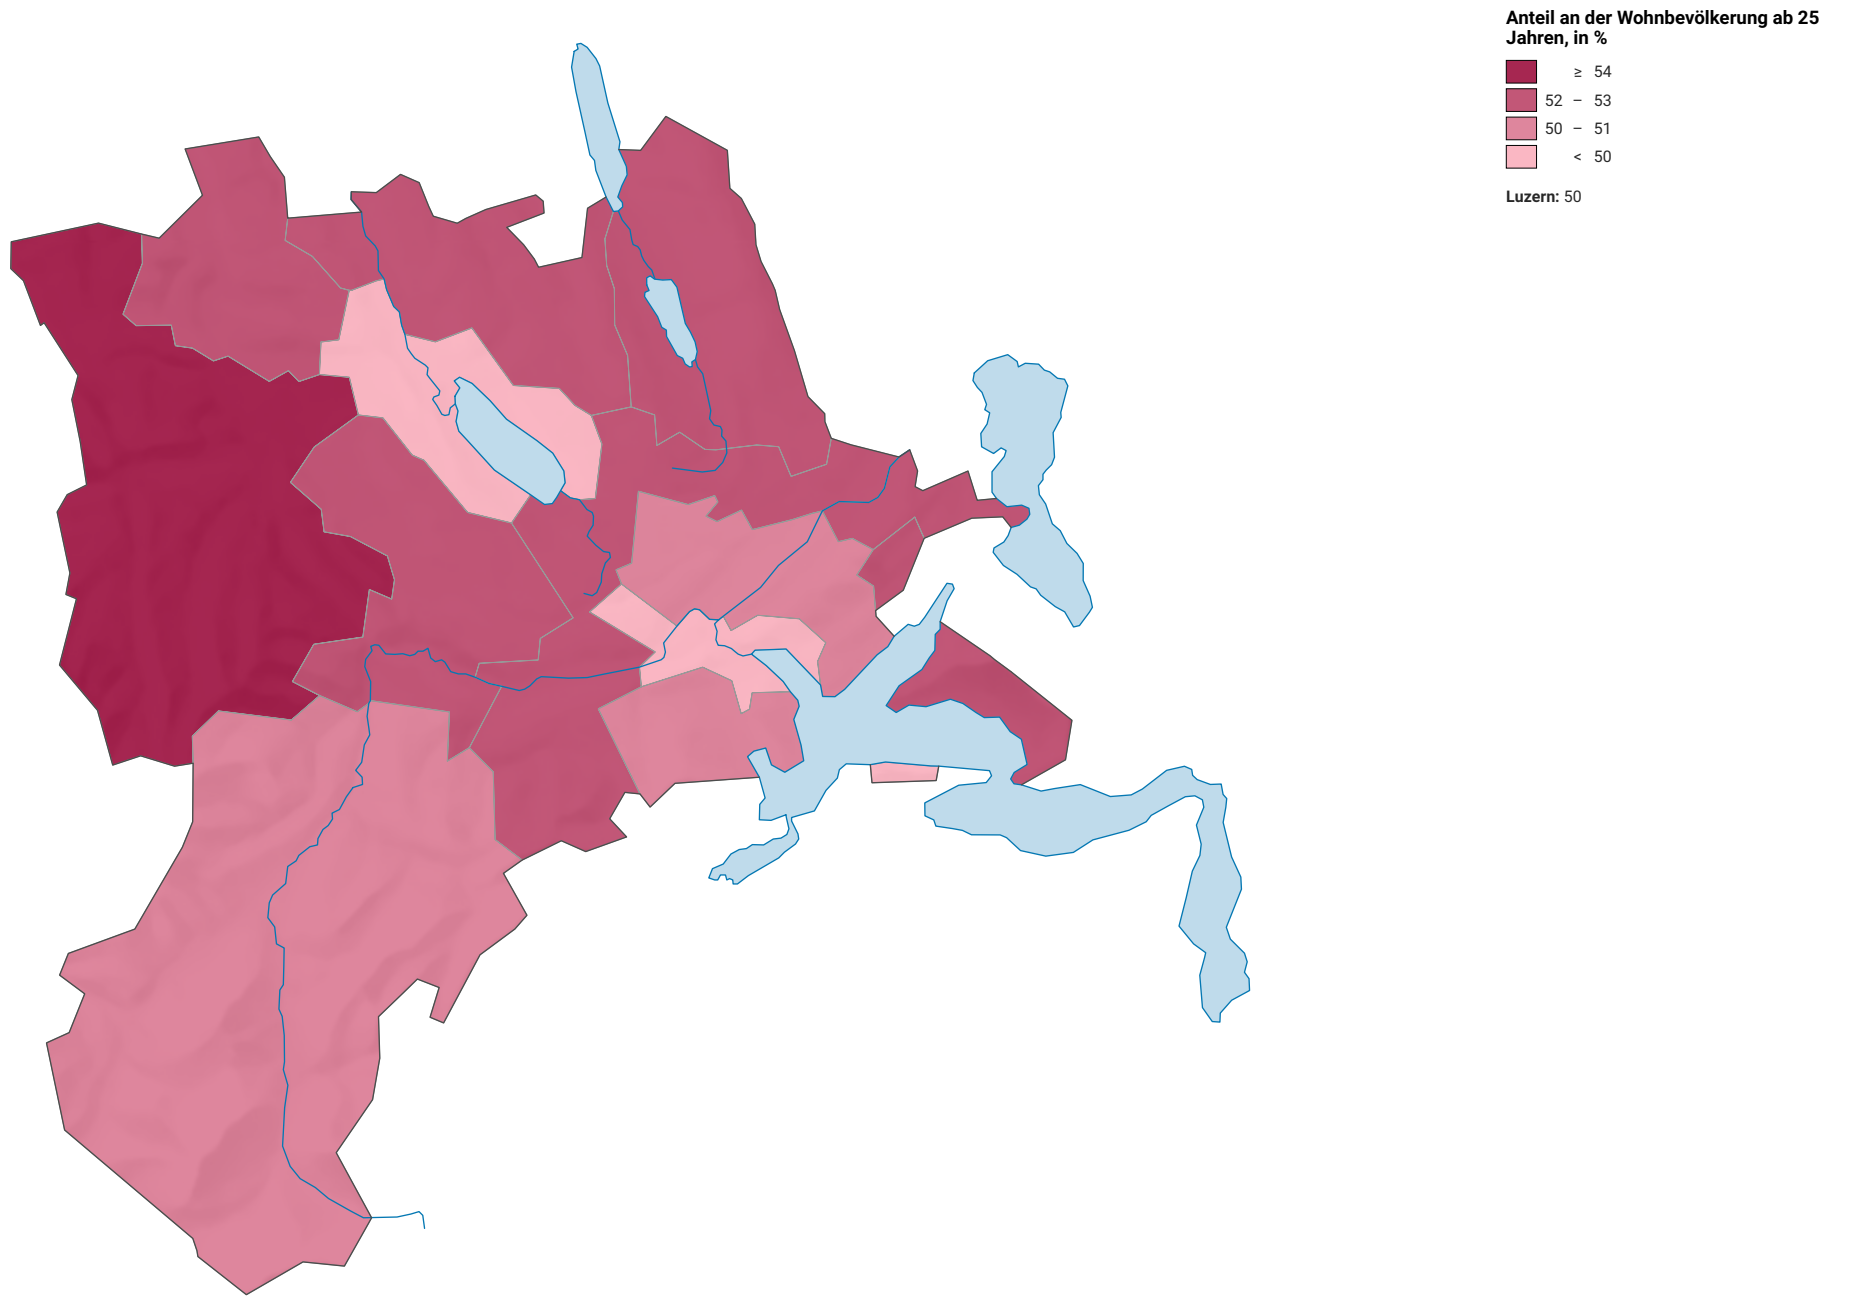 Anteil an der Wohnbevölkerung ab 25
Jahren, in %
≥ 54
52 – 53
50 – 51
< 50
Luzern: 50